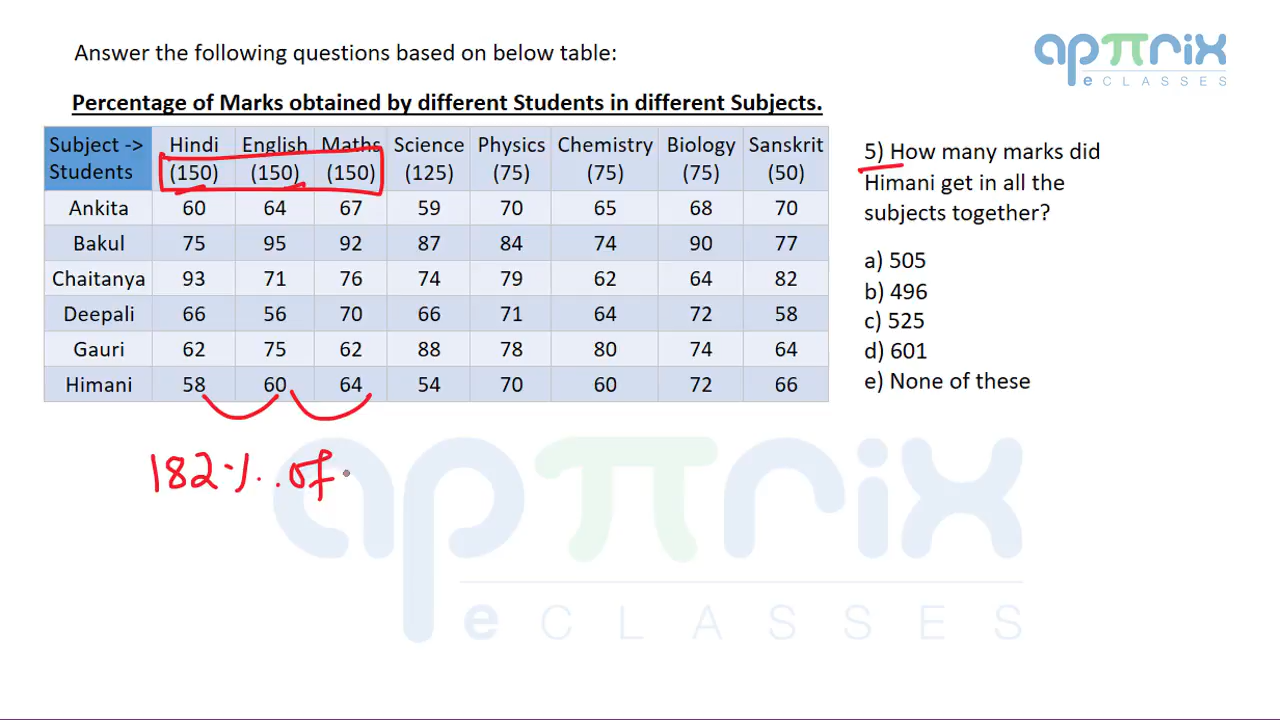 Answer the following questions based on below table:
apπrix
e CLASSES
Percentage of Marks obtained by different Students in different Subjects.
Subject -> Hindi English Maths Science Physics Chemistry Biology Sanskrit
Students (150) (150) (150) (125) (75) (75) (75) (50)
Ankita 60 64 67 59 70 65 68 70
Bakul 75 95 92 87 84 74 90 77
Chaitanya 93 71 76 74 79 62 64 82
Deepali 66 56 70 66 71 64 72 58
Gauri 62 75 62 88 78 80 74 64
Himani 58 60 64 54 70 60 72 66
5) How many marks did
Himani get in all the
subjects together?
a) 505
b) 496
c) 525
d) 601
e) None of these
182%. of
apπrix
e CLASSES